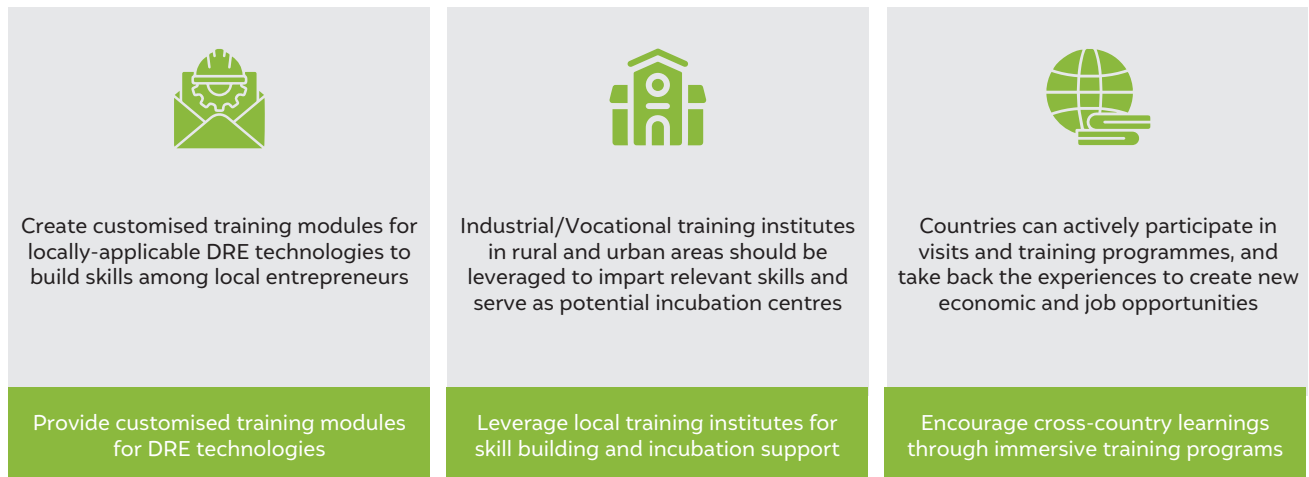 Create customised training modules for
locally-applicable DRE technologies to
build skills among local entrepreneurs
Provide customised training modules
for DRE technologies
Industrial/Vocational training institutes
in rural and urban areas should be
leveraged to impart relevant skills and
serve as potential incubation centres
Leverage local training institutes for
skill building and incubation support
Countries can actively participate in
visits and training programmes, and
take back the experiences to create new
economic and job opportunities
Encourage cross-country learnings
through immersive training programs